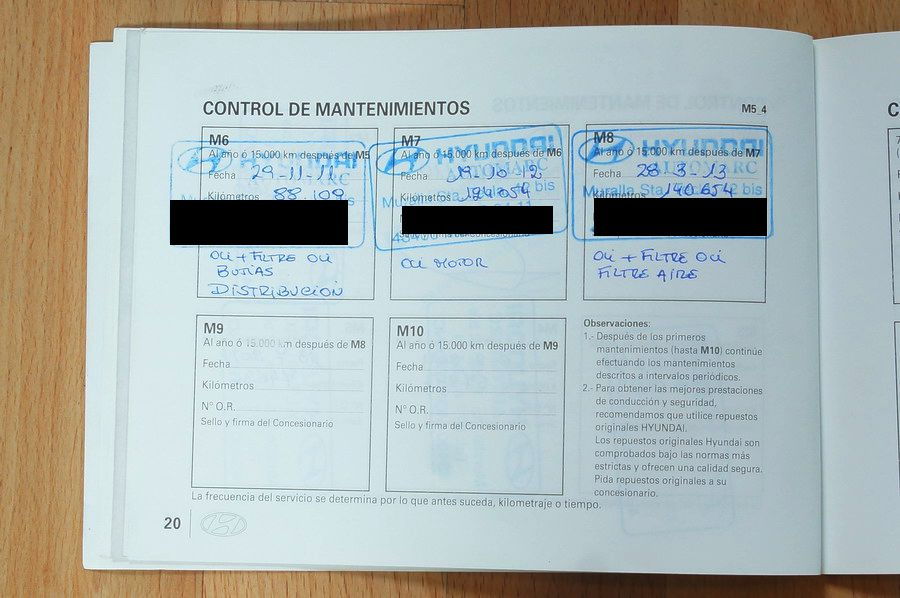 CONTROL DE MANTENIMIENTOS
M5_4
M6
Al año ó 15.000 km después de M5
Fecha 29-11-11
Kilómetros 88.109
OLI + FILTRE OLI
BUJIAS
DISTRIBUCIÓN
M7
Al año ó 15.000 km después de M6
Fecha 19-10-12
Kilómetros 124.654
OLI MOTOR
M8
HYUNDAI
Al año ó 15.000 km después de M7
Fecha 28-3-13
Muralla Sta. 2 bis
Kilómetros 140.654
OLI + FILTRE OLI
FILTRE AIRE
M9
Al año ó 15.000 km después de M8
Fecha
Kilómetros
N° O.R.
Sello y firma del Concesionario
M10
Al año ó 15.000 km después de M9
Fecha
Kilómetros
N° O.R.
Sello y firma del Concesionario
Observaciones:
1.- Después de los primeros
mantenimientos (hasta M10) continue
efectuando los mantenimientos
descritos a intervalos periódicos.
2.- Para obtener las mejores prestaciones
de conducción y seguridad,
recomendamos que utilice repuestos
originales HYUNDAI.
Los repuestos originales Hyundai son
comprobados bajo las normas más
estrictas y ofrecen una calidad segura.
Pida repuestos originales a su
concesionario.
La frecuencia del servicio se determina por lo que antes suceda, kilometraje o tiempo.
20